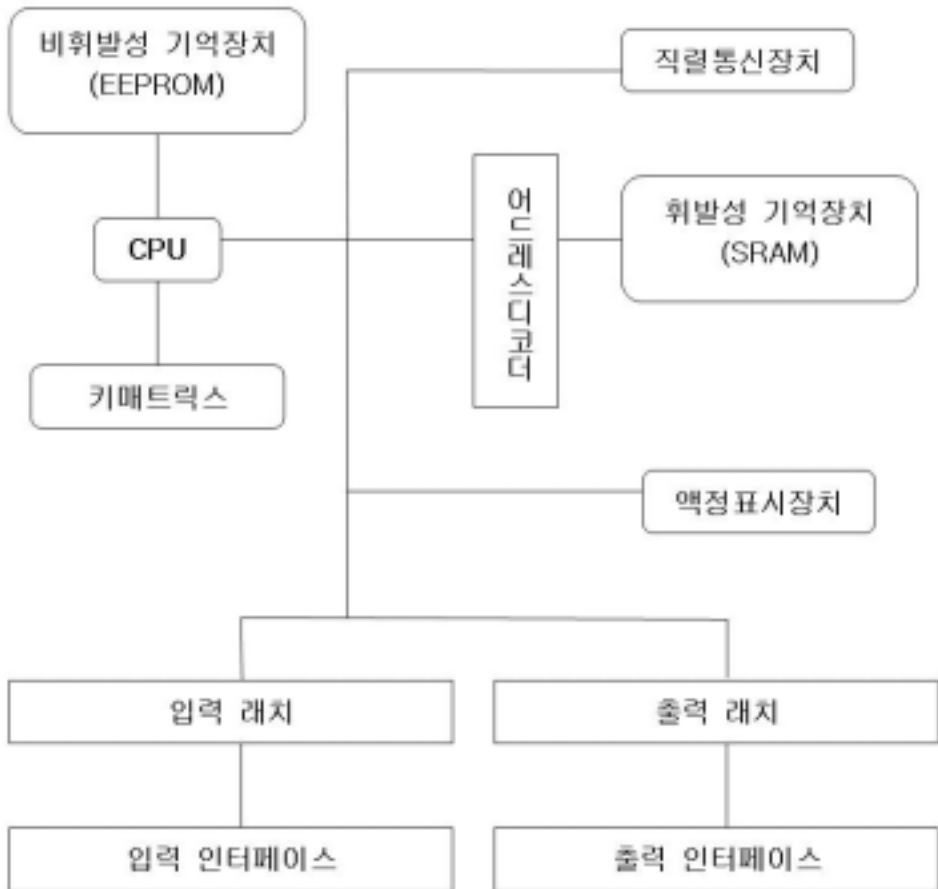 비휘발성 기억장치
(EEPROM)
직렬통신장치
어드레스디코더
휘발성 기억장치
(SRAM)
CPU
키매트릭스
액정표시장치
입력 래치
출력 래치
입력 인터페이스
출력 인터페이스